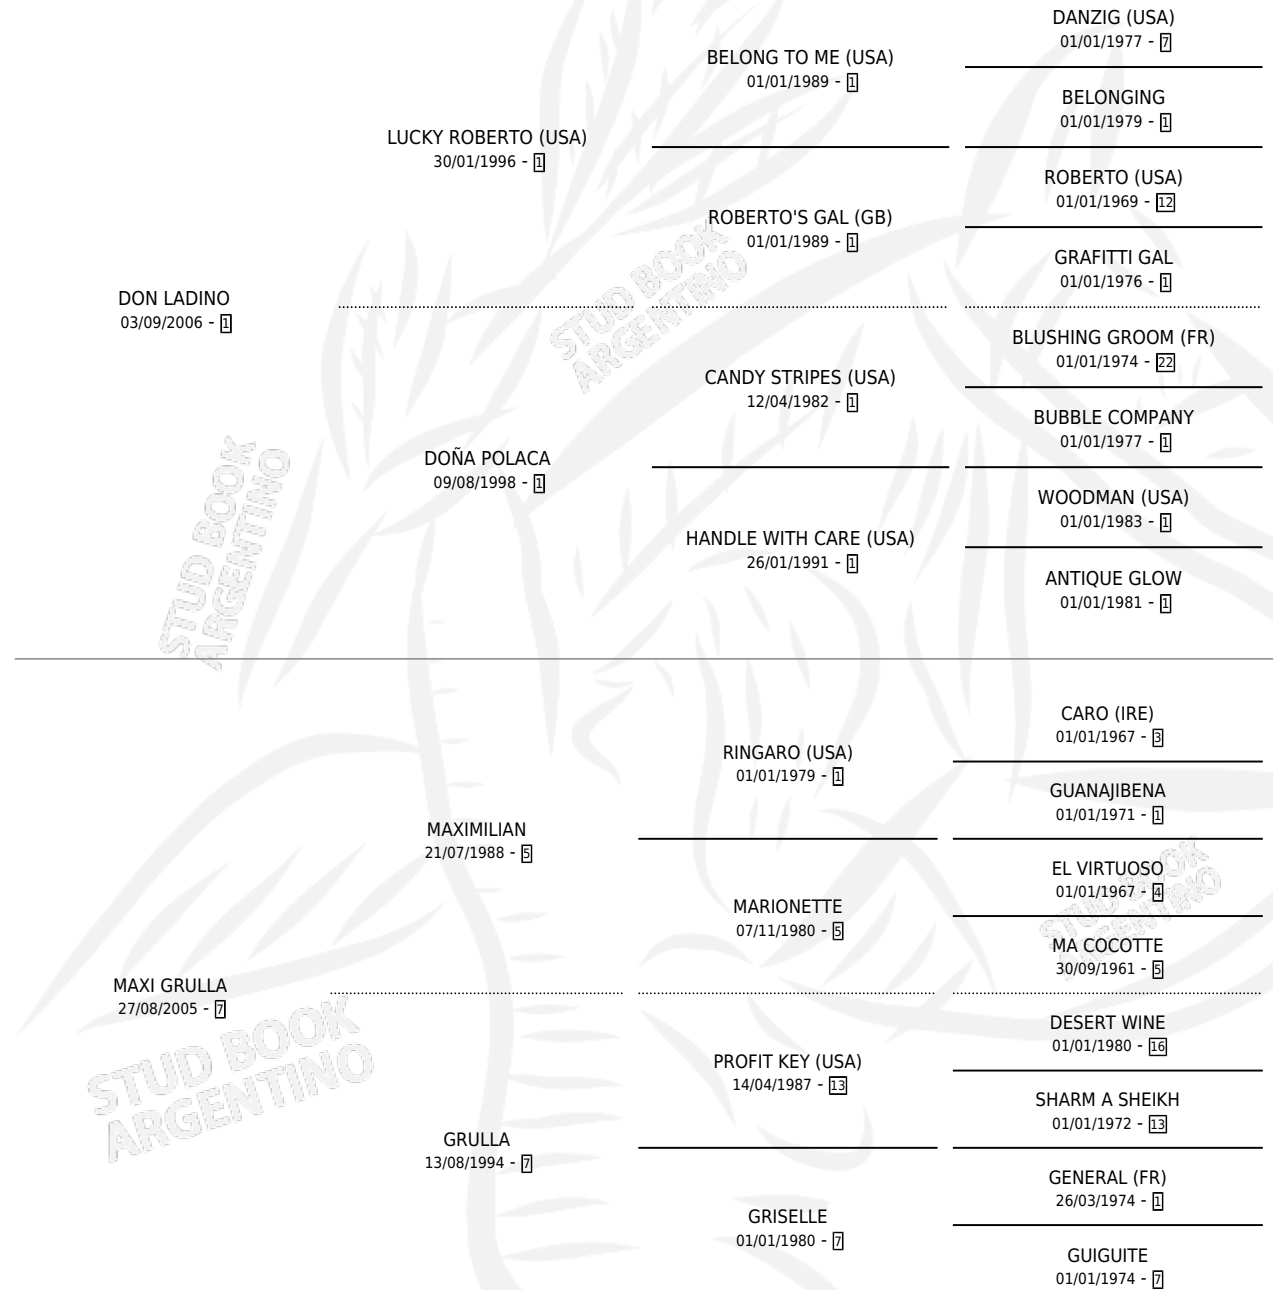 DANZIG (USA)
01/01/1977 - 7
BELONG TO ME (USA)
01/01/1989 - 1
BELONGING
01/01/1979 - 1
LUCKY ROBERTO (USA)
30/01/1996 - 1
ROBERTO (USA)
01/01/1969 - 12
ROBERTO'S GAL (GB)
01/01/1989 - 1
GRAFITTI GAL
01/01/1976 - 1
DON LADINO
03/09/2006 - 1
STUD BOOK
ARGENTINO
BLUSHING GROOM (FR)
01/01/1974 - 22
CANDY STRIPES (USA)
12/04/1982 - 1
BUBBLE COMPANY
01/01/1977 - 1
DOÑA POLACA
09/08/1998 - 1
WOODMAN (USA)
01/01/1983 - 1
HANDLE WITH CARE (USA)
26/01/1991 - 1
ANTIQUE GLOW
01/01/1981 - 1
STUD BOOK
ARGENTINO
CARO (IRE)
01/01/1967 - 3
RINGARO (USA)
01/01/1979 - 1
GUANAJIBENA
01/01/1971 - 1
MAXIMILIAN
21/07/1988 - 5
EL VIRTUOSO
01/01/1967 - 4
MARIONETTE
07/11/1980 - 5
STUD BOOK
ARGENTINO
MA COCOTTE
30/09/1961 - 5
MAXI GRULLA
27/08/2005 - 7
DESERT WINE
01/01/1980 - 16
PROFIT KEY (USA)
14/04/1987 - 13
STUD BOOK
ARGENTINO
SHARM A SHEIKH
01/01/1972 - 13
GRULLA
13/08/1994 - 7
GENERAL (FR)
26/03/1974 - 1
GRISELLE
01/01/1980 - 7
GUIGUITE
01/01/1974 - 7